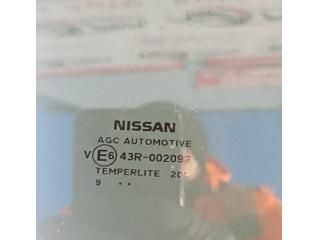 NISSAN
AGC AUTOMOTIVE
V E6 43R-002092
TEMPERLITE
9 ..